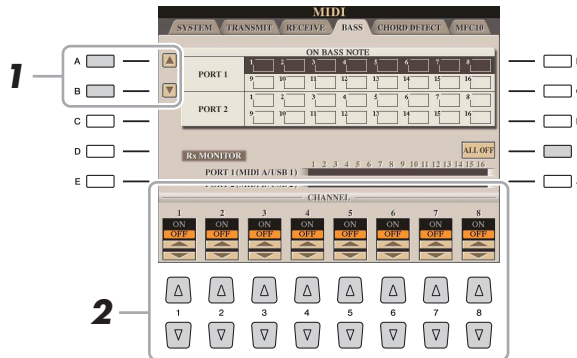 MIDI
SYSTEM TRANSMIT RECEIVE BASS CHORD DETECT MFC10
ON BASS NOTE
PORT 1
1 2 3 4 5 6 7 8
9 10 11 12 13 14 15 16
PORT 2
1 2 3 4 5 6 7 8
9 10 11 12 13 14 15 16
ALL OFF
Rx MONITOR
1 2 3 4 5 6 7 8 9 10 11 12 13 14 15 16
PORT 1 (MIDI A/USB 1)
CHANNEL
1 2 3 4 5 6 7 8
ON ON ON ON ON ON ON ON
OFF OFF OFF OFF OFF OFF OFF OFF
1 2 3 4 5 6 7 8
1
A
B
C
D
E
2